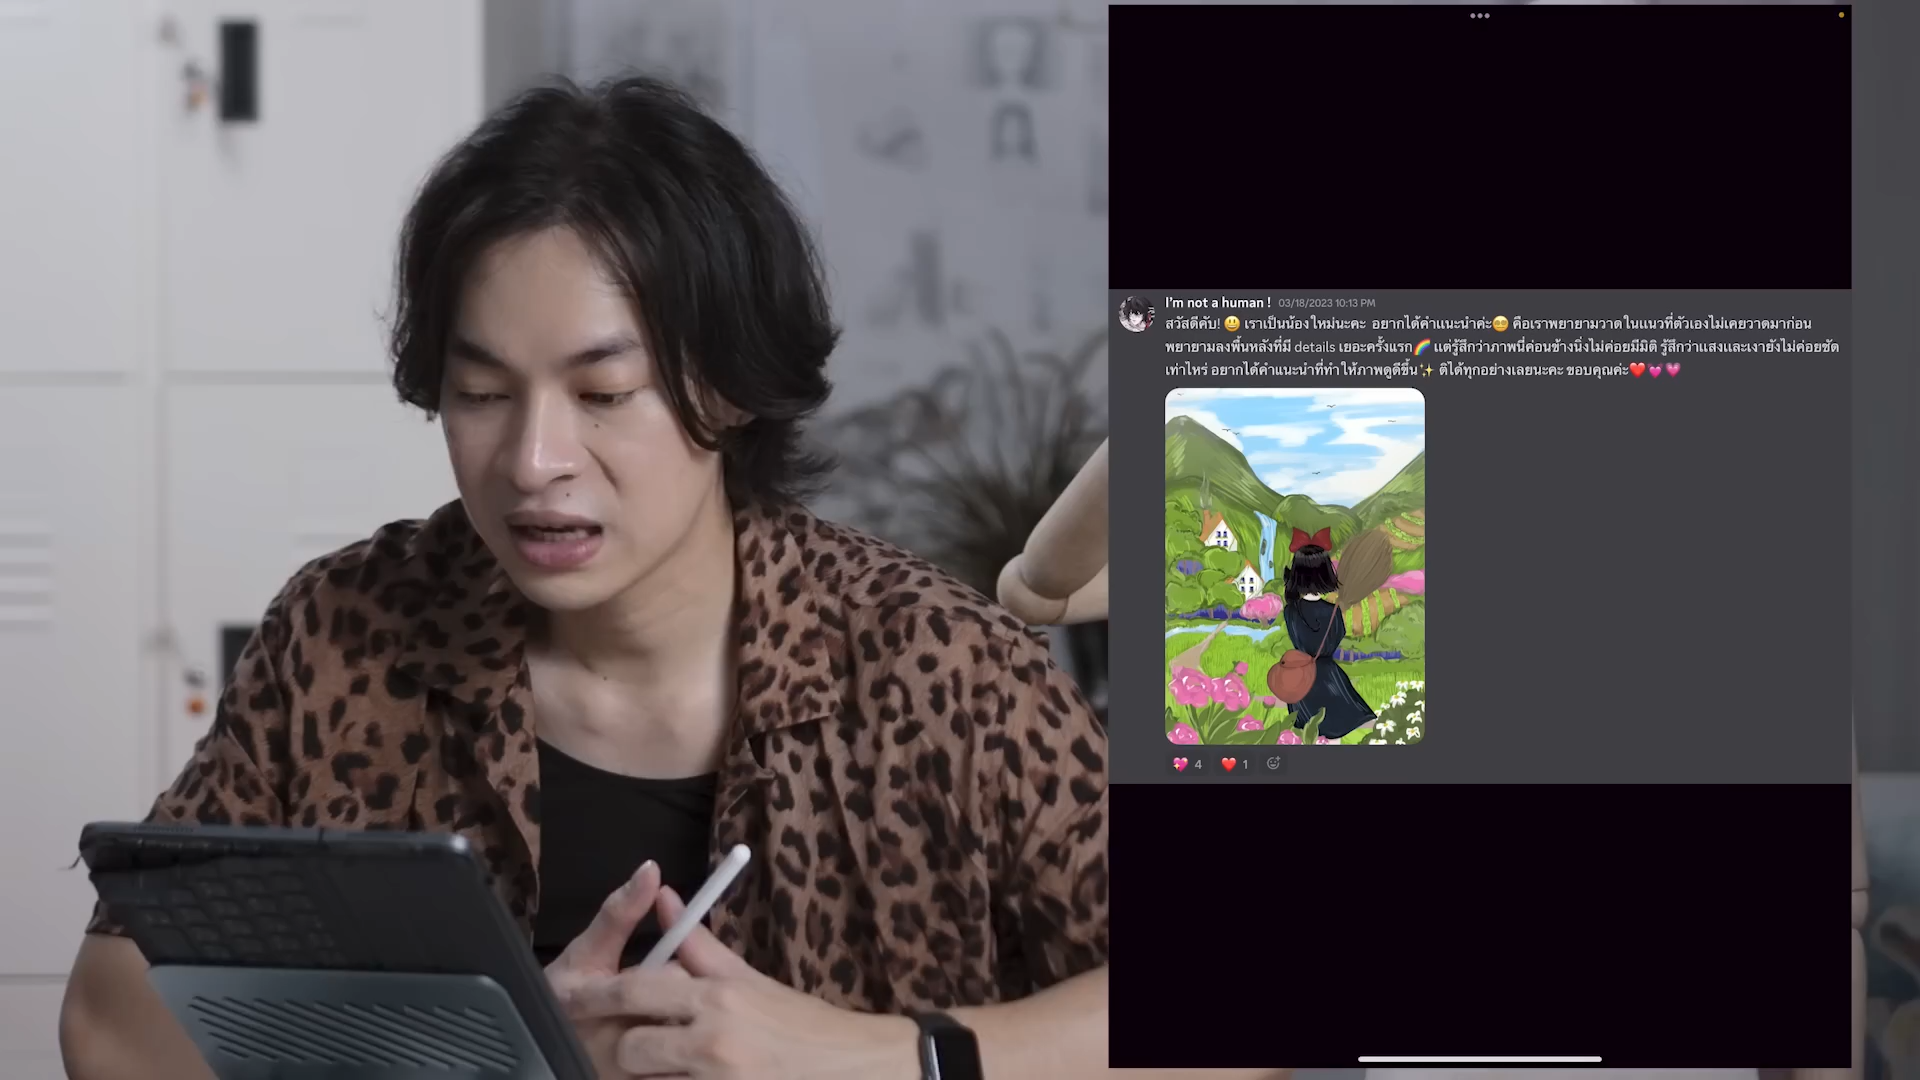 I'm not a human ! 03/18/2023 10:13 PM
สวัสดีคับ! 😃 เราเป็นน้องใหม่นะคะ อยากได้คำแนะนำค่ะ😵‍💫 คือเราพยายามวาดในแนวที่ตัวเองไม่เคยวาดมาก่อน
พยายามลงพื้นหลังที่มี details เยอะครั้งแรก🌈 แต่รู้สึกว่าภาพนี่ค่อนข้างนิ่งไม่ค่อยมีมิติ รู้สึกว่าแสงและเงายังไม่ค่อยชัด
เท่าไหร่ อยากได้คำแนะนำที่ทำให้ภาพดูดีขึ้น✨ ติได้ทุกอย่างเลยนะคะ ขอบคุณค่ะ❤️💓💗
💖 4 ❤️ 1